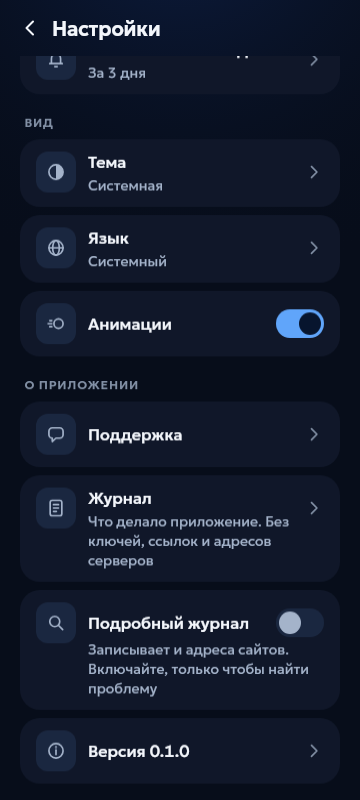 Настройки
За 3 дня
ВИД
Тема
Системная
Язык
Системный
Анимации
О ПРИЛОЖЕНИИ
Поддержка
Журнал
Что делало приложение. Без
ключей, ссылок и адресов
серверов
Подробный журнал
Записывает и адреса сайтов.
Включайте, только чтобы найти
проблему
Версия 0.1.0